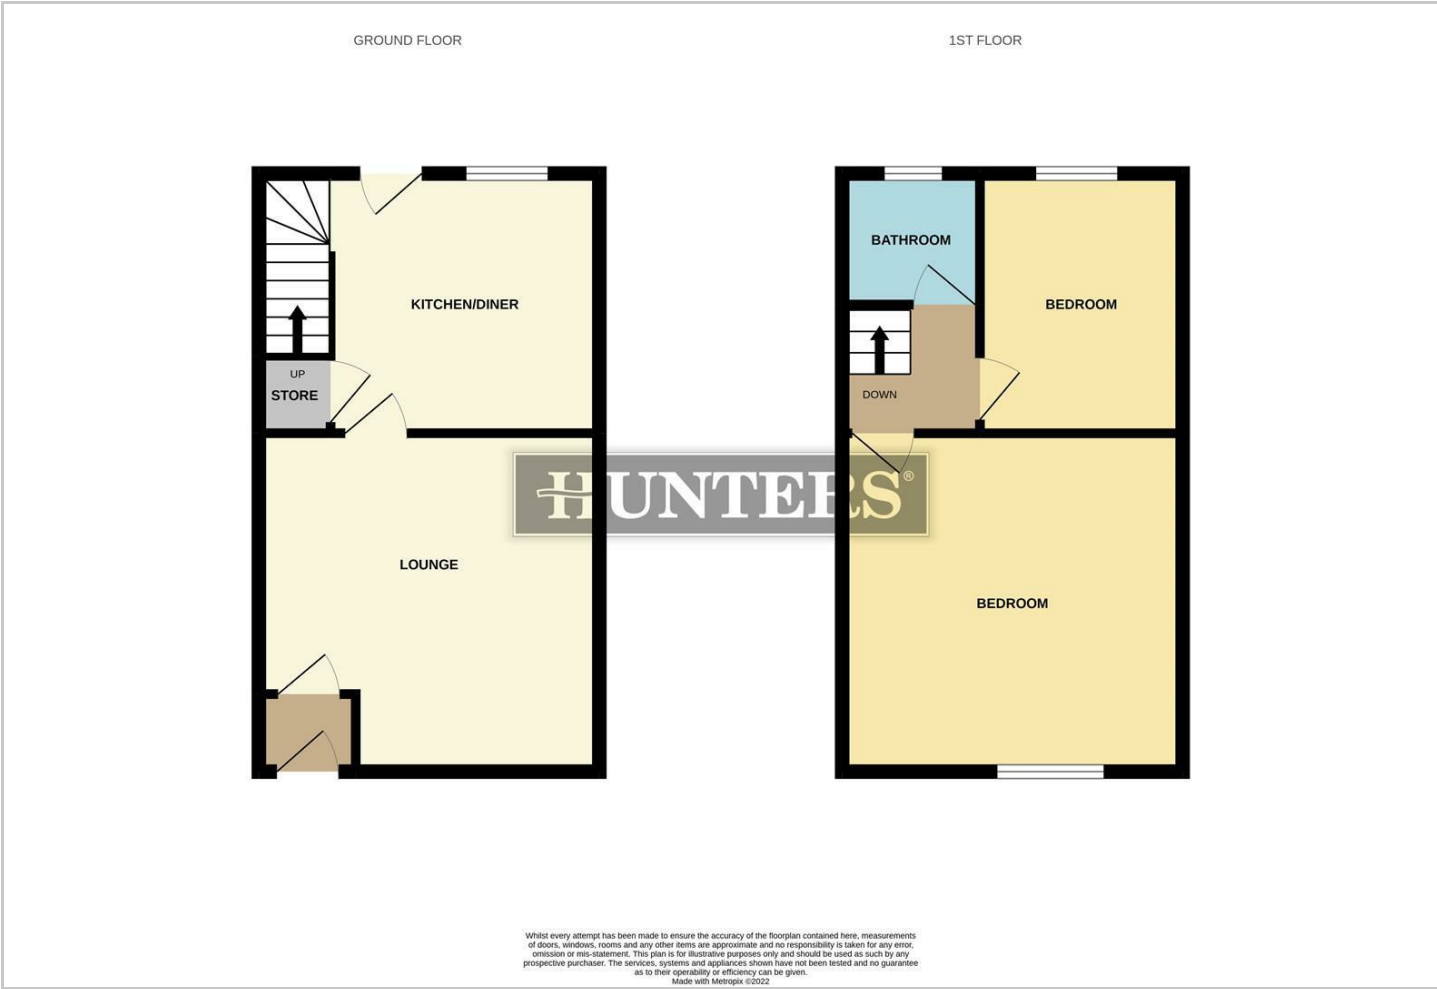 GROUND FLOOR
1ST FLOOR
KITCHEN/DINER
UP
STORE
LOUNGE
BATHROOM
BEDROOM
DOWN
BEDROOM
HUNTERS®
Whilst every attempt has been made to ensure the accuracy of the floorplan contained here, measurements
of doors, windows, rooms and any other items are approximate and no responsibility is taken for any error,
omission or mis-statement. This plan is for illustrative purposes only and should be used as such by any
prospective purchaser. The services, systems and appliances shown have not been tested and no guarantee
as to their operability or efficiency can be given.
Made with Metropix ©2022